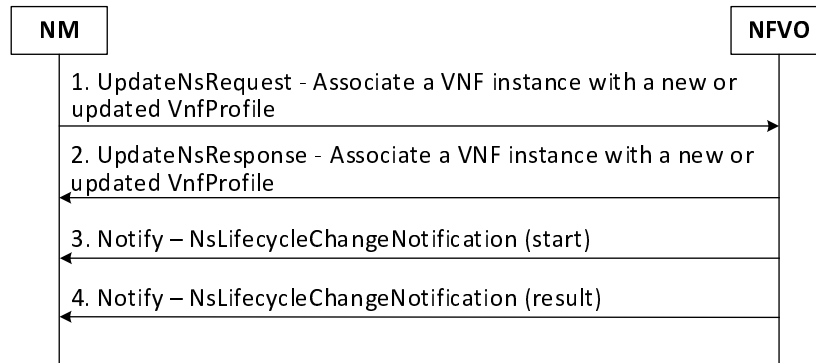 NM
NFVO
1. UpdateNsRequest - Associate a VNF instance with a new or
updated VnfProfile
2. UpdateNsResponse - Associate a VNF instance with a new or
updated VnfProfile
3. Notify – NsLifecycleChangeNotification (start)
4. Notify – NsLifecycleChangeNotification (result)